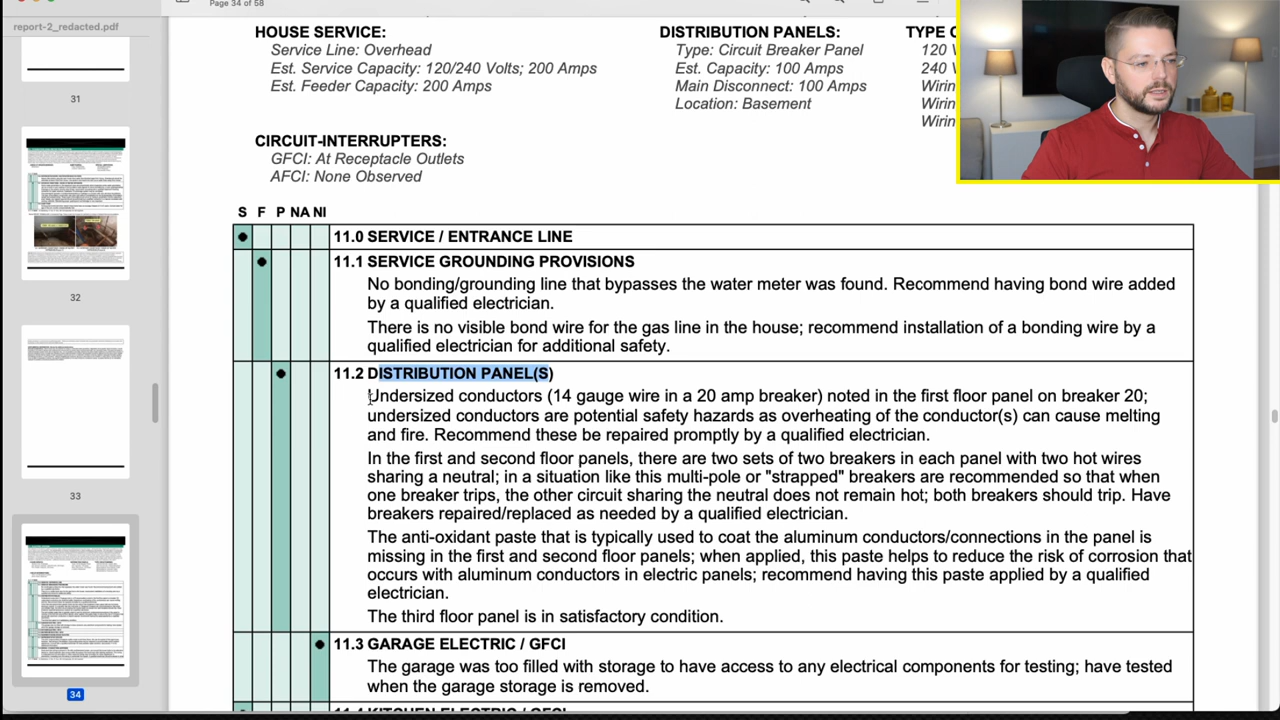 Page 34 of 58
report-2_redacted.pdf
31
32
33
34
HOUSE SERVICE:
Service Line: Overhead
Est. Service Capacity: 120/240 Volts; 200 Amps
Est. Feeder Capacity: 200 Amps
DISTRIBUTION PANELS:
Type: Circuit Breaker Panel
Est. Capacity: 100 Amps
Main Disconnect: 100 Amps
Location: Basement
TYPE
120
240
CIRCUIT-INTERRUPTERS:
GFCI: At Receptacle Outlets
AFCI: None Observed
S F P NA NI
11.0 SERVICE / ENTRANCE LINE
11.1 SERVICE GROUNDING PROVISIONS
No bonding/grounding line that bypasses the water meter was found. Recommend having bond wire added
by a qualified electrician.
There is no visible bond wire for the gas line in the house; recommend installation of a bonding wire by a
qualified electrician for additional safety.
11.2 DISTRIBUTION PANEL(S)
Undersized conductors (14 gauge wire in a 20 amp breaker) noted in the first floor panel on breaker 20;
undersized conductors are potential safety hazards as overheating of the conductor(s) can cause melting
and fire. Recommend these be repaired promptly by a qualified electrician.
In the first and second floor panels, there are two sets of two breakers in each panel with two hot wires
sharing a neutral; in a situation like this multi-pole or "strapped" breakers are recommended so that when
one breaker trips, the other circuit sharing the neutral does not remain hot; both breakers should trip. Have
breakers repaired/replaced as needed by a qualified electrician.
The anti-oxidant paste that is typically used to coat the aluminum conductors/connections in the panel is
missing in the first and second floor panels; when applied, this paste helps to reduce the risk of corrosion that
occurs with aluminum conductors in electric panels; recommend having this paste applied by a qualified
electrician.
The third floor panel is in satisfactory condition.
11.3 GARAGE ELECTRIC / GFCI
The garage was too filled with storage to have access to any electrical components for testing; have tested
when the garage storage is removed.
11.4 KITCHEN ELECTRIC / GFCI